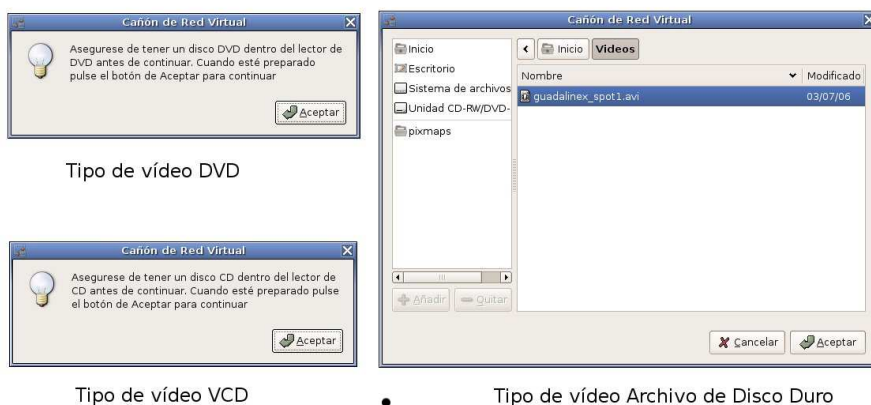 Cañón de Red Virtual
Asegurese de tener un disco DVD dentro del lector de
DVD antes de continuar. Cuando esté preparado
pulse el botón de Aceptar para continuar
Aceptar
Tipo de vídeo DVD
Cañón de Red Virtual
Asegurese de tener un disco CD dentro del lector de
CD antes de continuar. Cuando esté preparado pulse
el botón de Aceptar para continuar
Aceptar
Tipo de vídeo VCD
Cañón de Red Virtual
Inicio
Escritorio
Sistema de archivos
Unidad CD-RW/DVD-
pixmaps
Añadir Quitar
Inicio Videos
Nombre Modificado
guadalinex_spot1.avi 03/07/06
Cancelar Aceptar
• Tipo de vídeo Archivo de Disco Duro